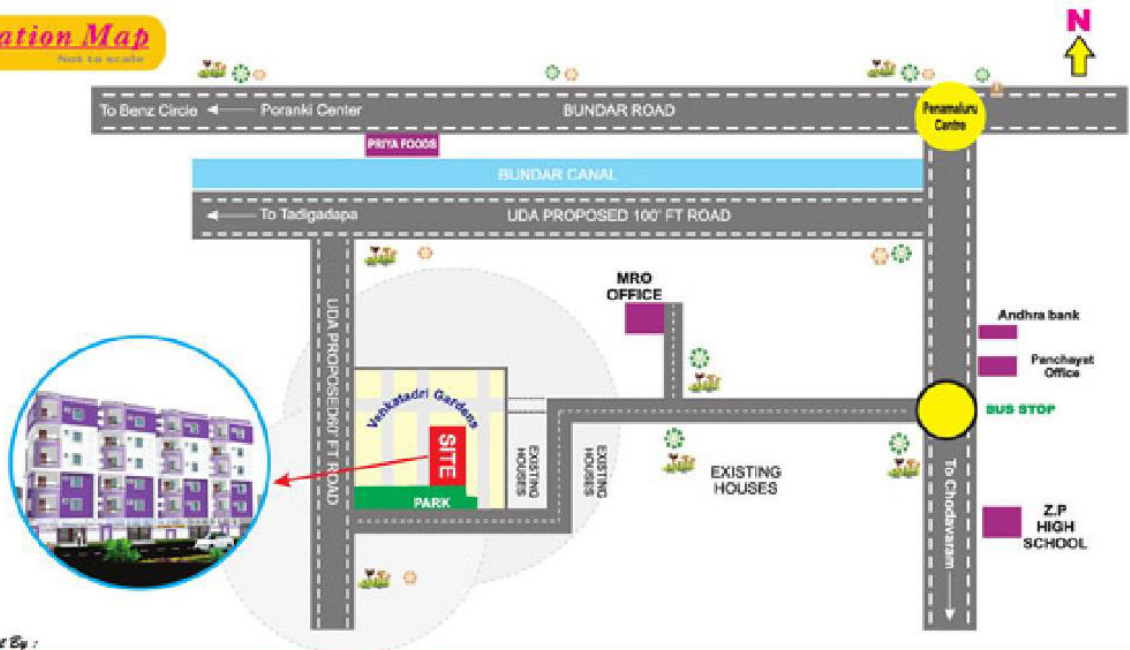 ation Map
Not to scale
N
To Benz Circle
Poranki Center
BUNDAR ROAD
Penamaluru
Centre
PRIYA FOODS
BUNDAR CANAL
To Tadigadapa
UDA PROPOSED 100' FT ROAD
MRO
OFFICE
Andhra bank
Panchayat
Office
UDA PROPOSED60' FT ROAD
Venkatadri Gardens
SITE
PARK
EXISTING
HOUSES
EXISTING
HOUSES
EXISTING
HOUSES
BUS STOP
To Chodavaram
Z.P
HIGH
SCHOOL
t By :